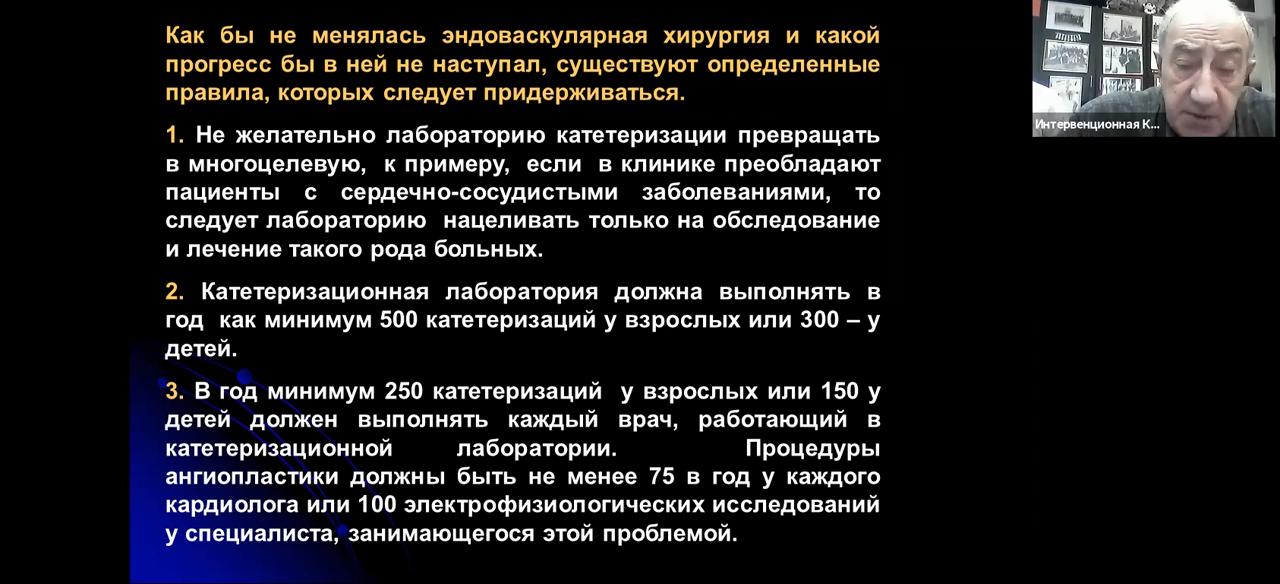 Как бы не менялась эндоваскулярная хирургия и какой
прогресс бы в ней не наступал, существуют определенные
правила, которых следует придерживаться.
1. Не желательно лабораторию катетеризации превращать
в многоцелевую, к примеру, если в клинике преобладают
пациенты с сердечно-сосудистыми заболеваниями, то
следует лабораторию нацеливать только на обследование
и лечение такого рода больных.
2. Катетеризационная лаборатория должна выполнять в
год как минимум 500 катетеризаций у взрослых или 300 – у
детей.
3. В год минимум 250 катетеризаций у взрослых или 150 у
детей должен выполнять каждый врач, работающий в
катетеризационной лаборатории. Процедуры
ангиопластики должны быть не менее 75 в год у каждого
кардиолога или 100 электрофизиологических исследований
у специалиста, занимающегося этой проблемой.
Интервенционная К...